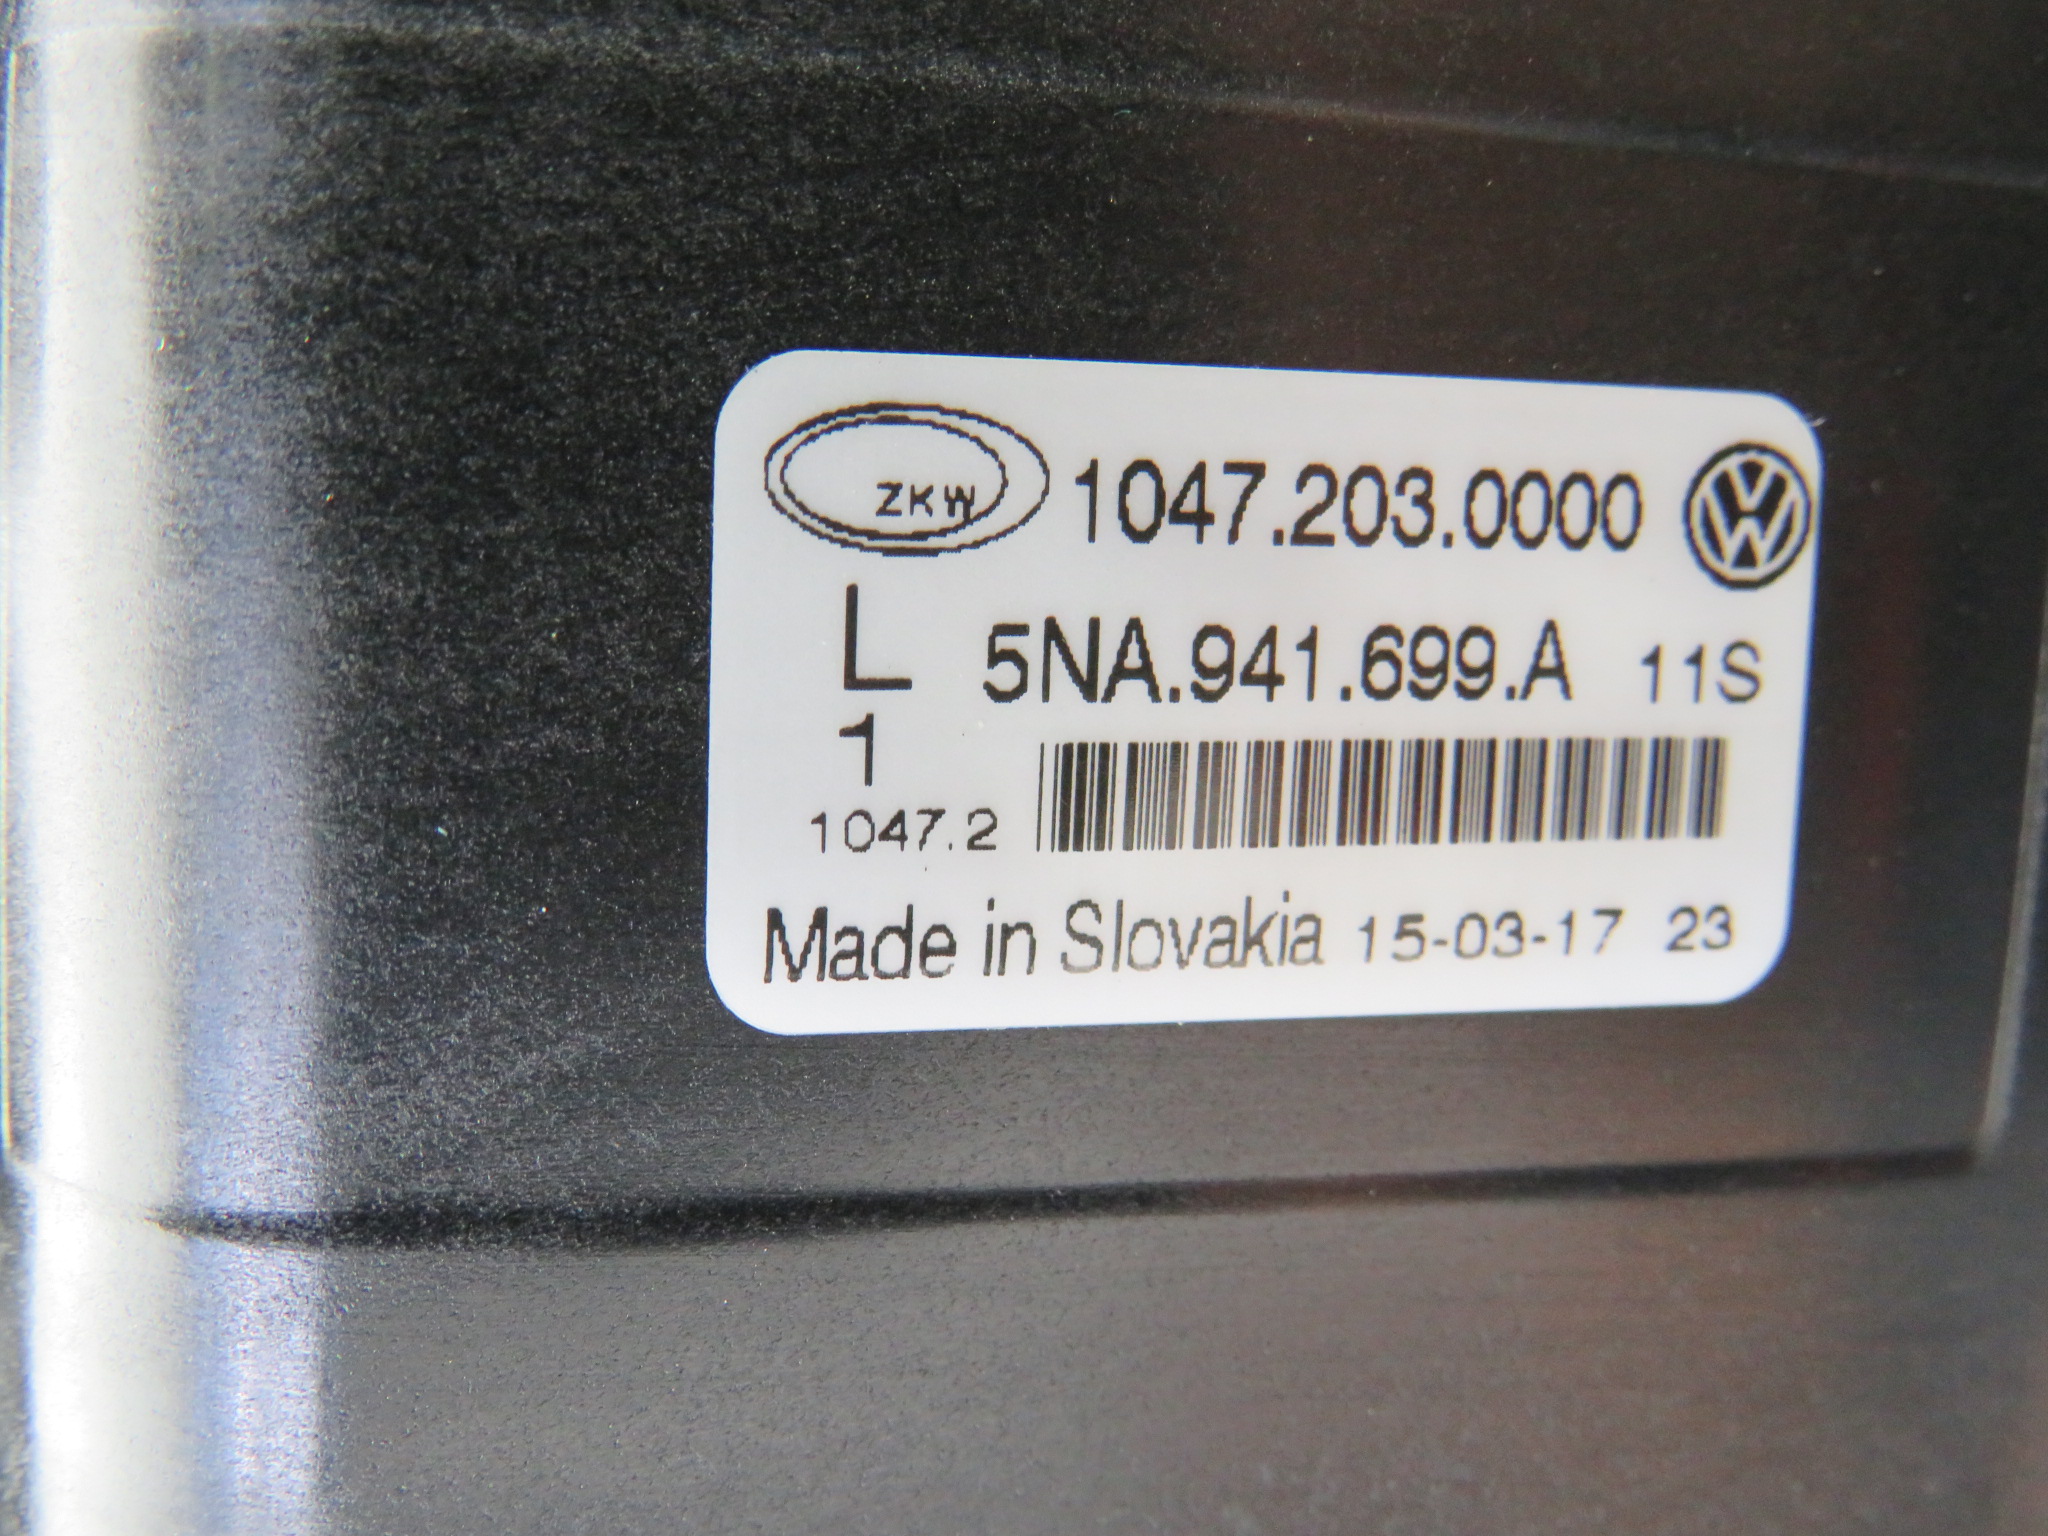 ZKW 1047.203.0000
L 5NA.941.699.A 11S
1
1047.2
Made in Slovakia 15-03-17 23